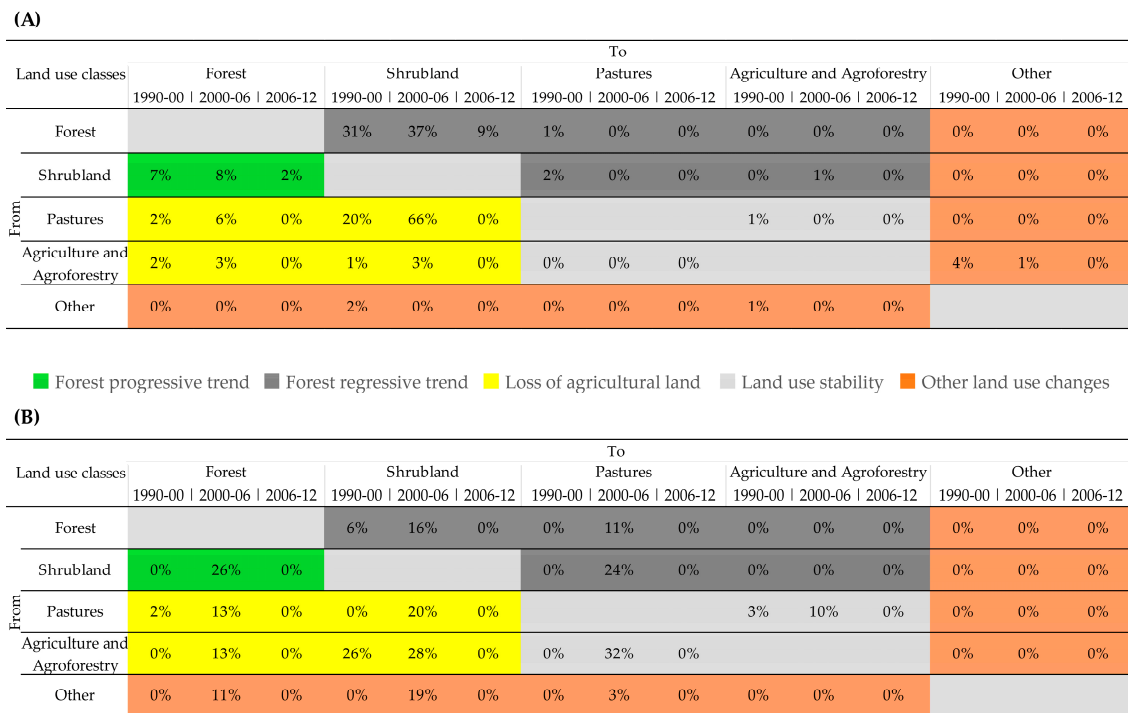 (A)
To
Land use classes Forest Shrubland Pastures Agriculture and Agroforestry Other
1990-00 | 2000-06 | 2006-12 1990-00 | 2000-06 | 2006-12 1990-00 | 2000-06 | 2006-12 1990-00 | 2000-06 | 2006-12 1990-00 | 2000-06 | 2006-12
From
Forest 31% 37% 9% 1% 0% 0% 0% 0% 0% 0% 0% 0%
Shrubland 7% 8% 2% 2% 0% 0% 0% 1% 0% 0% 0% 0%
Pastures 2% 6% 0% 20% 66% 0% 1% 0% 0% 0% 0% 0%
Agriculture and
Agroforestry 2% 3% 0% 1% 3% 0% 0% 0% 0% 4% 1% 0%
Other 0% 0% 0% 2% 0% 0% 0% 0% 0% 1% 0% 0%
Forest progressive trend Forest regressive trend Loss of agricultural land Land use stability Other land use changes
(B)
To
Land use classes Forest Shrubland Pastures Agriculture and Agroforestry Other
1990-00 | 2000-06 | 2006-12 1990-00 | 2000-06 | 2006-12 1990-00 | 2000-06 | 2006-12 1990-00 | 2000-06 | 2006-12 1990-00 | 2000-06 | 2006-12
From
Forest 6% 16% 0% 0% 11% 0% 0% 0% 0% 0% 0% 0%
Shrubland 0% 26% 0% 0% 24% 0% 0% 0% 0% 0% 0% 0%
Pastures 2% 13% 0% 0% 20% 0% 3% 10% 0% 0% 0% 0%
Agriculture and
Agroforestry 0% 13% 0% 26% 28% 0% 0% 32% 0% 0% 0% 0%
Other 0% 11% 0% 0% 19% 0% 0% 3% 0% 0% 0% 0%